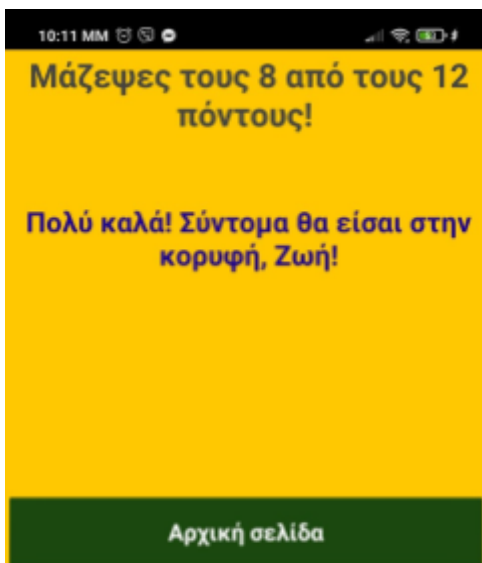 10:11 ΜΜ
Μάζεψες τους 8 από τους 12
πόντους!
Πολύ καλά! Σύντομα θα είσαι στην
κορυφή, Ζωή!
Αρχική σελίδα